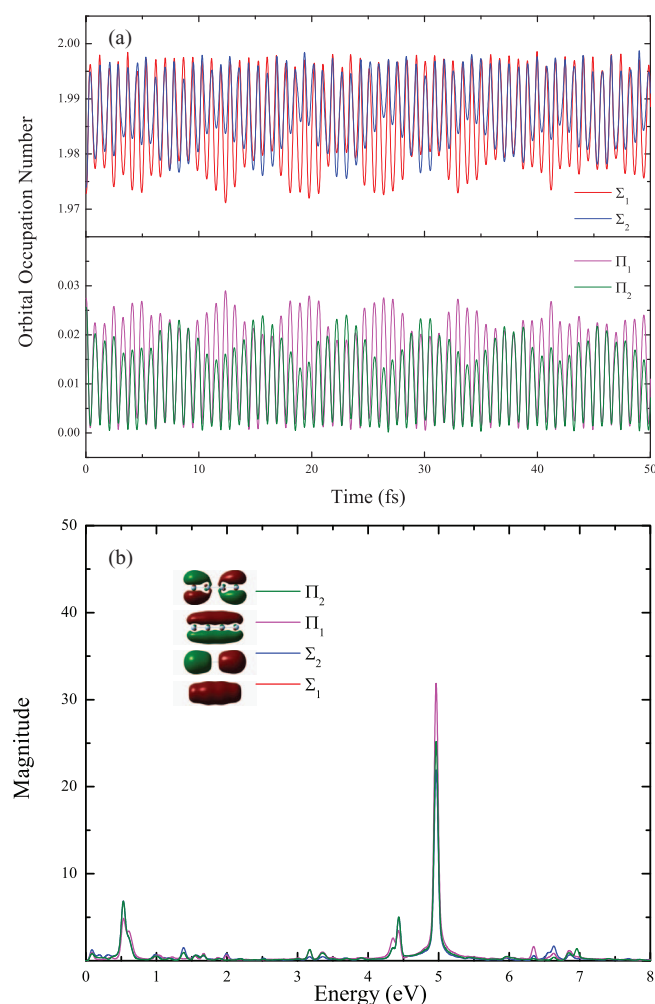 (a)
2.00
1.99
1.98
1.97
Σ1
Σ2
Π1
Π2
0.03
0.02
0.01
0.00
Orbital Occupation Number
0 10 20 30 40 50
Time (fs)
(b)
50
40
30
20
10
Π2
Π1
Σ2
Σ1
Magnitude
0 1 2 3 4 5 6 7 8
Energy (eV)